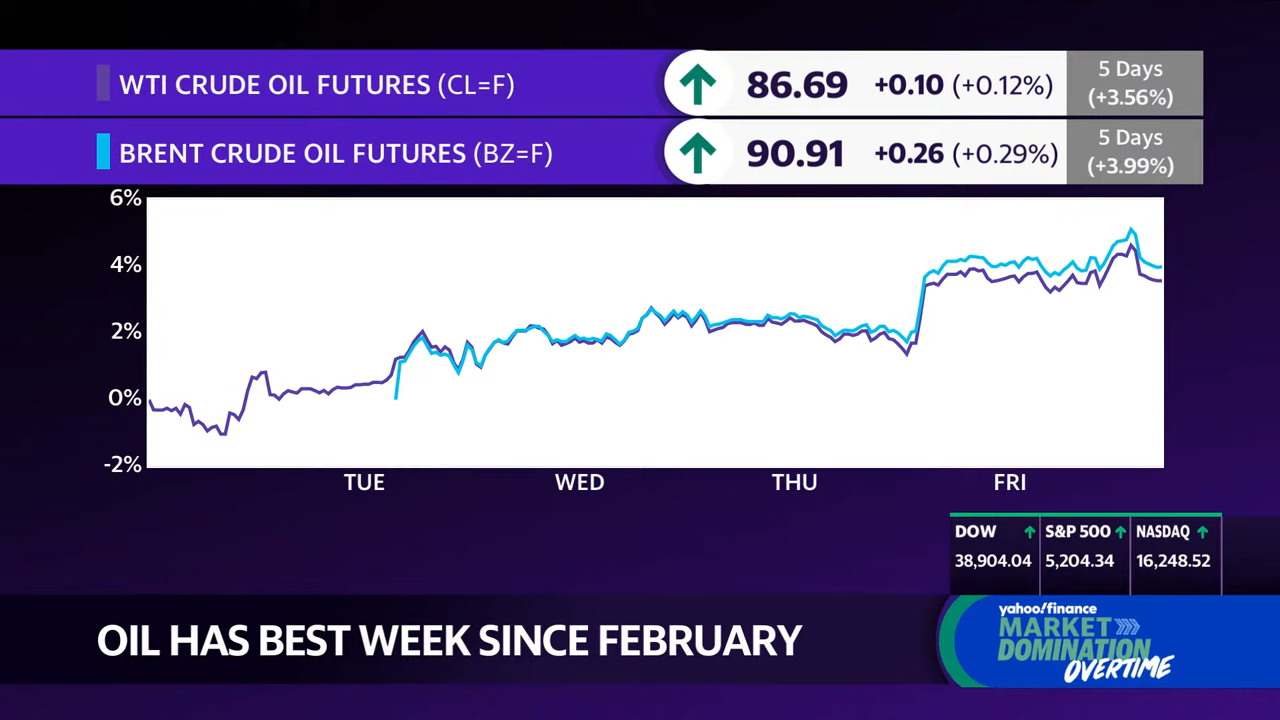 WTI CRUDE OIL FUTURES (CL=F)
86.69 +0.10 (+0.12%)
5 Days
(+3.56%)
BRENT CRUDE OIL FUTURES (BZ=F)
90.91 +0.26 (+0.29%)
5 Days
(+3.99%)
6%
4%
2%
0%
-2%
TUE WED THU FRI
DOW S&P 500 NASDAQ
38,904.04 5,204.34 16,248.52
OIL HAS BEST WEEK SINCE FEBRUARY
yahoo!finance
MARKET
DOMINATION
OVERTIME